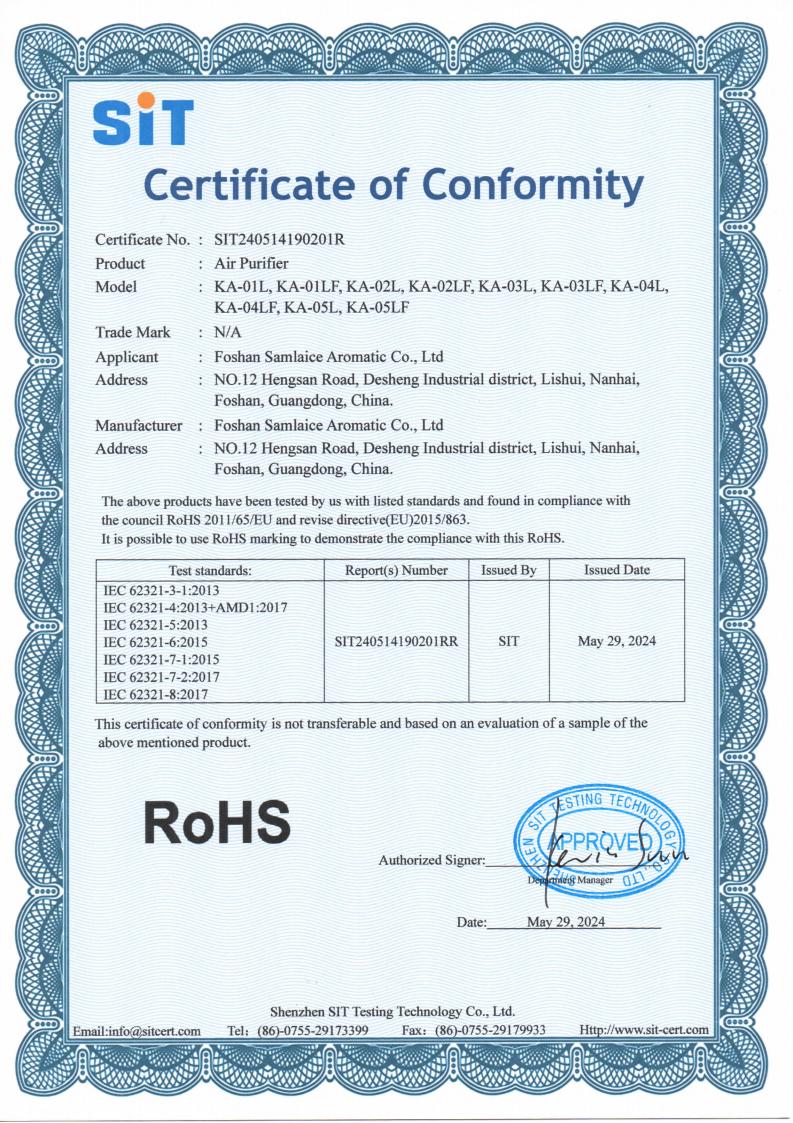 SiT
Certificate of Conformity
Certificate No. : SIT240514190201R
Product : Air Purifier
Model : KA-01L, KA-01LF, KA-02L, KA-02LF, KA-03L, KA-03LF, KA-04L,
KA-04LF, KA-05L, KA-05LF
Trade Mark : N/A
Applicant : Foshan Samlaice Aromatic Co., Ltd
Address : NO.12 Hengsan Road, Desheng Industrial district, Lishui, Nanhai,
Foshan, Guangdong, China.
Manufacturer : Foshan Samlaice Aromatic Co., Ltd
Address : NO.12 Hengsan Road, Desheng Industrial district, Lishui, Nanhai,
Foshan, Guangdong, China.
The above products have been tested by us with listed standards and found in compliance with
the council RoHS 2011/65/EU and revise directive(EU)2015/863.
It is possible to use RoHS marking to demonstrate the compliance with this RoHS.
Test standards: Report(s) Number Issued By Issued Date
IEC 62321-3-1:2013
IEC 62321-4:2013+AMD1:2017
IEC 62321-5:2013
IEC 62321-6:2015 SIT240514190201RR SIT May 29, 2024
IEC 62321-7-1:2015
IEC 62321-7-2:2017
IEC 62321-8:2017
This certificate of conformity is not transferable and based on an evaluation of a sample of the
above mentioned product.
RoHS
SHENZHEN SIT TESTING TECHNOLOGY CO., LTD
APPROVED
SHENZHEN
Authorized Signer: Kevin Sun
Department Manager
Date: May 29, 2024
Shenzhen SIT Testing Technology Co., Ltd.
Email:info@sitcert.com Tel: (86)-0755-29173399 Fax: (86)-0755-29179933 Http://www.sit-cert.com